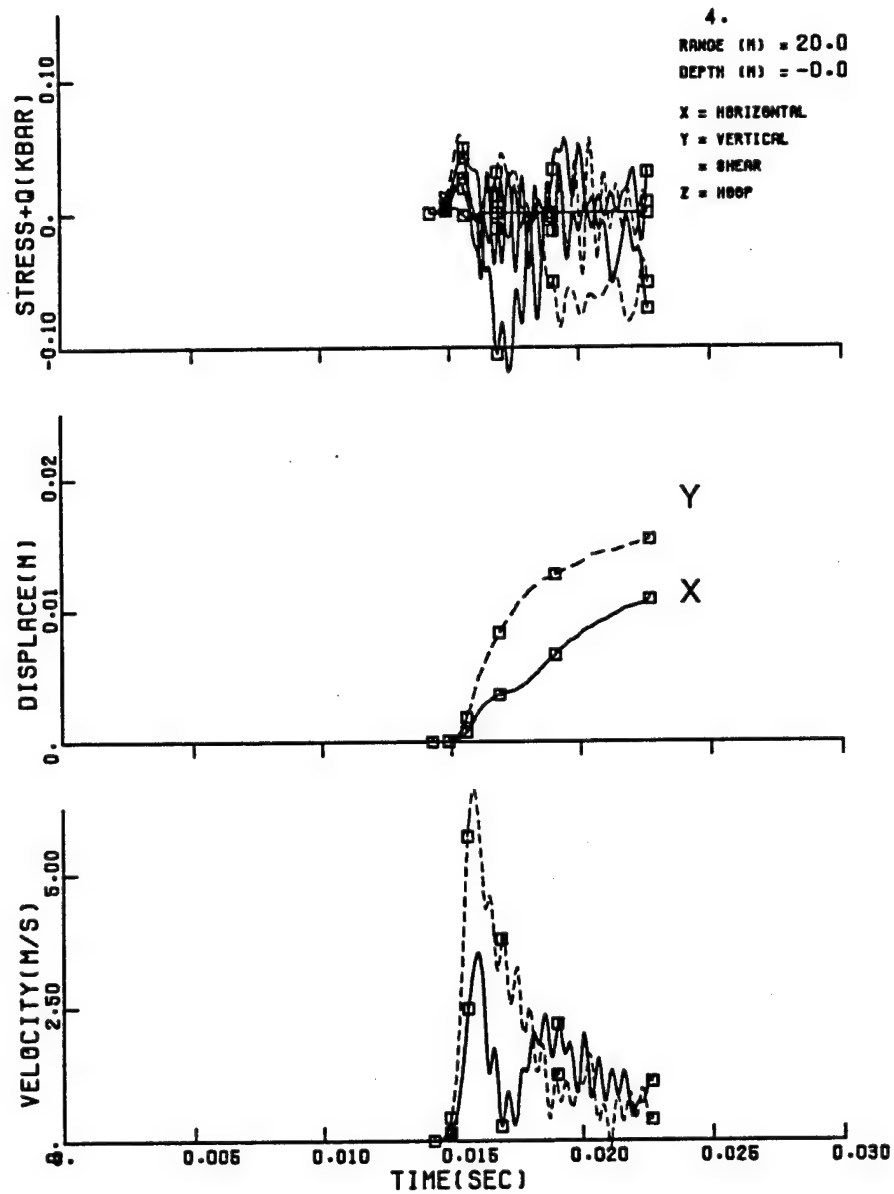 4.
RANGE (M) = 20.0
DEPTH (M) = -0.0
X = HORIZONTAL
Y = VERTICAL
= SHEAR
Z = HOOP
STRESS+Q(KBAR)
0.10
0.
-0.10
DISPLACE(M)
0.02
0.01
0.
Y
X
VELOCITY(M/S)
5.00
2.50
0.
0.005
0.010
0.015
0.020
0.025
0.030
TIME(SEC)